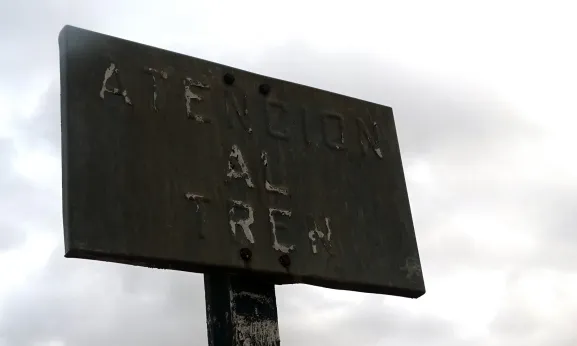 ATENCION
AL
TREN